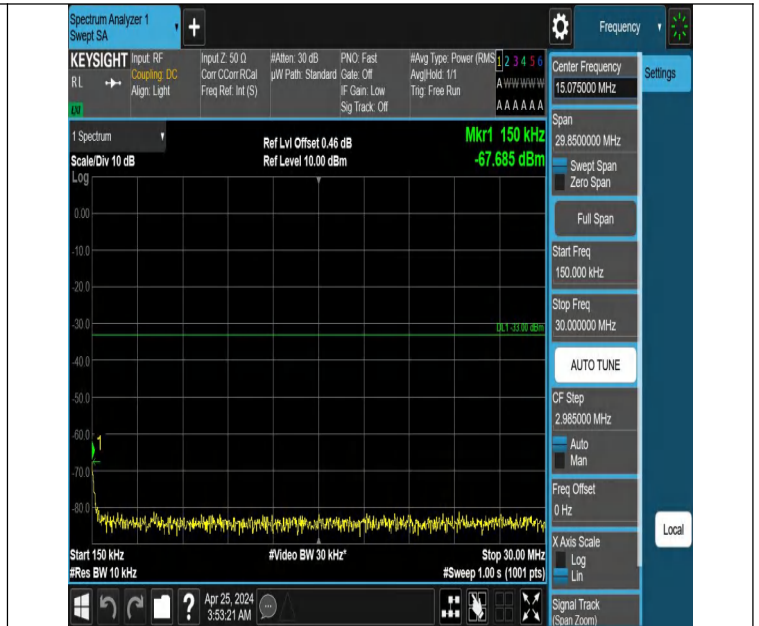 Spectrum Analyzer 1
Swept SA
+
Frequency
KEYSIGHT
RL
Input: RF
Coupling: DC
Align: Light
Input Z: 50 Ω
Corr CCorr RCal
Freq Ref: Int (S)
#Atten: 30 dB
µW Path: Standard
PNO: Fast
Gate: Off
IF Gain: Low
Sig Track: Off
#Avg Type: Power (RMS
Avg|Hold: 1/1
Trig: Free Run
1 2 3 4 5 6
A W W W W W
A A A A A A
1 Spectrum
Scale/Div 10 dB
Log
Ref Lvl Offset 0.46 dB
Ref Level 10.00 dBm
Mkr1 150 kHz
-67.685 dBm
0.00
-10.0
-20.0
-30.0
DL1 -33.00 dBm
-40.0
-50.0
-60.0
1
-70.0
-80.0
Start 150 kHz
#Res BW 10 kHz
#Video BW 30 kHz*
Stop 30.00 MHz
#Sweep 1.00 s (1001 pts)
?
Apr 25, 2024
3:53:21 AM
Center Frequency
15.075000 MHz
Settings
Span
29.8500000 MHz
Swept Span
Zero Span
Full Span
Start Freq
150.000 kHz
Stop Freq
30.000000 MHz
AUTO TUNE
CF Step
2.985000 MHz
Auto
Man
Freq Offset
0 Hz
Local
X Axis Scale
Log
Lin
Signal Track
(Span Zoom)